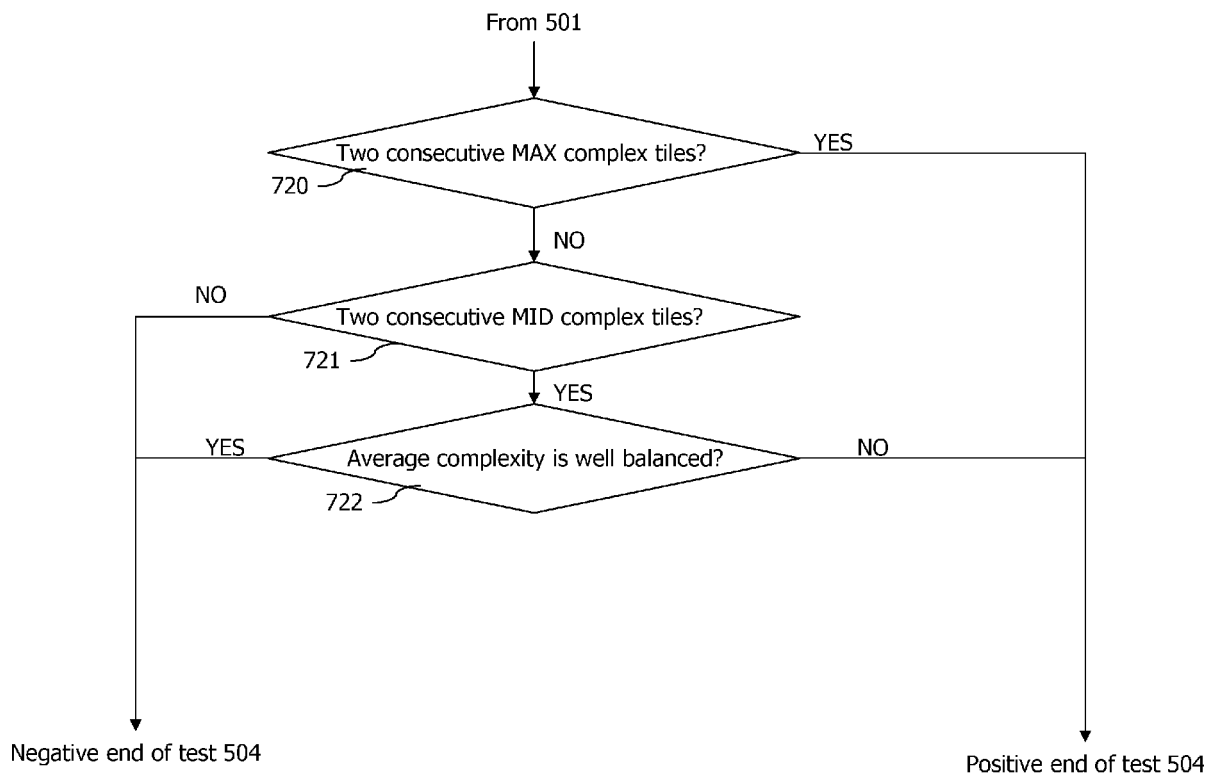 From 501
Two consecutive MAX complex tiles?
YES
720
NO
Two consecutive MID complex tiles?
NO
721
YES
Average complexity is well balanced?
YES
NO
722
Negative end of test 504
Positive end of test 504